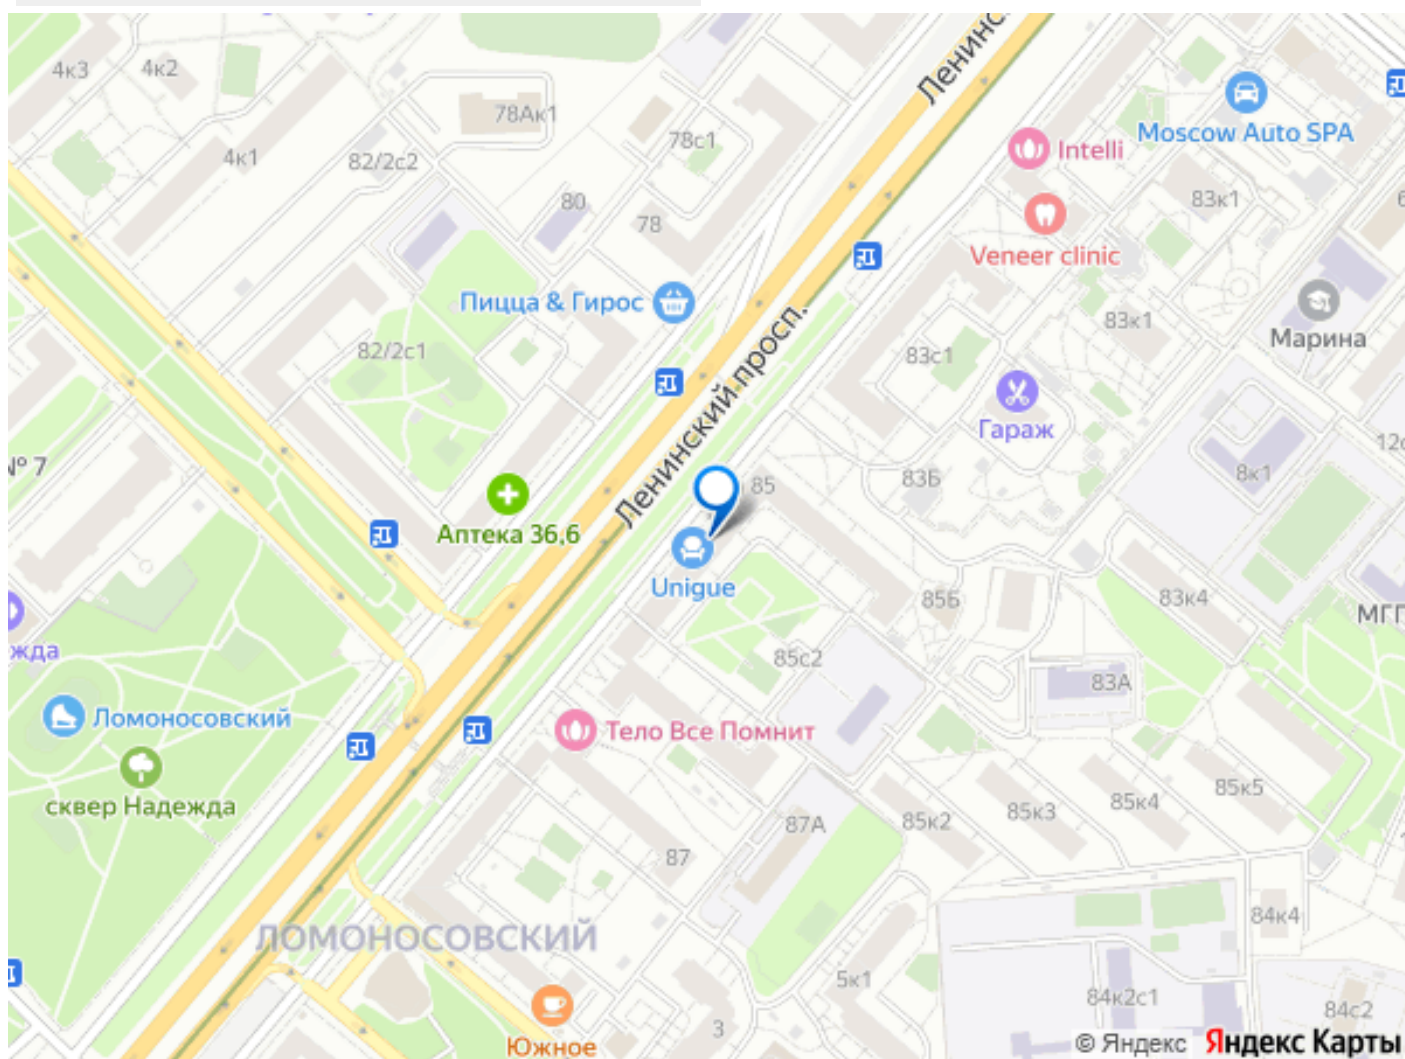 Ленинс
4к3
4к2
78Ак1
Moscow Auto SPA
78с1
Intelli
4к1
82/2с2
80
83к1
6
78
Veneer clinic
Пицца & Гирос
Ленинский просп.
83к1
Марина
82/2с1
83с1
Гараж
12с
№ 7
8к1
83Б
85
Аптека 36,6
Unigue
85Б
83к4
МГГ
жда
85с2
83А
Ломоносовский
Тело Все Помнит
сквер Надежда
85к5
85к4
85к3
85к2
87А
87
84к4
ЛОМОНОСОВСКИЙ
5к1
84к2с1
84с2
3
Южное
© Яндекс Яндекс Карты